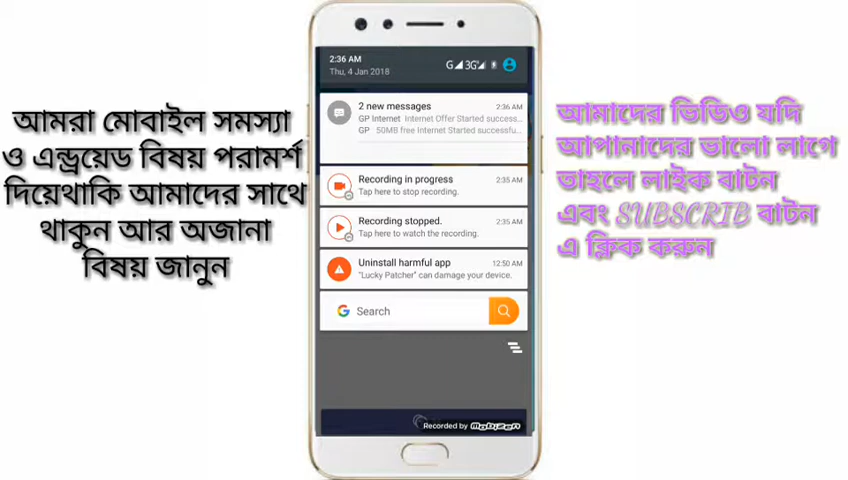 আমরা মোবাইল সমস্যা
ও এন্ড্রয়েড বিষয় পরামর্শ
দিয়েথাকি আমাদের সাথে
থাকুন আর অজানা
বিষয় জানুন
2:36 AM
Thu, 4 Jan 2018
G 3G
2 new messages 2:36 AM
GP Internet Internet Offer Started success...
GP 50MB free Internet Started successfu...
Recording in progress 2:35 AM
Tap here to stop recording.
Recording stopped. 2:35 AM
Tap here to watch the recording.
Uninstall harmful app 12:50 AM
"Lucky Patcher" can damage your device.
G Search
Recorded by Mobizen
আমাদের ভিডিও যদি
আপানাদের ভালো লাগে
তাহলে লাইক বাটন
এবং SUBSCRIB বাটন
এ ক্লিক করুন